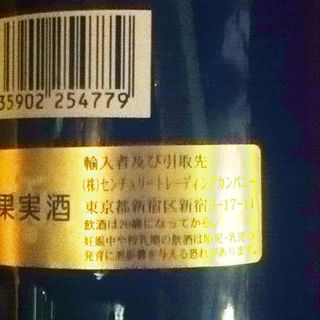 35902 254779
輸入者及び引取先
(株)センチュリートレーディングカンパニー
果実酒
東京都新宿区新宿5-17-11
飲酒は20歳になってから。
妊娠中や授乳期の飲酒は胎児・乳児の
発育に悪影響を与える恐れがあります。